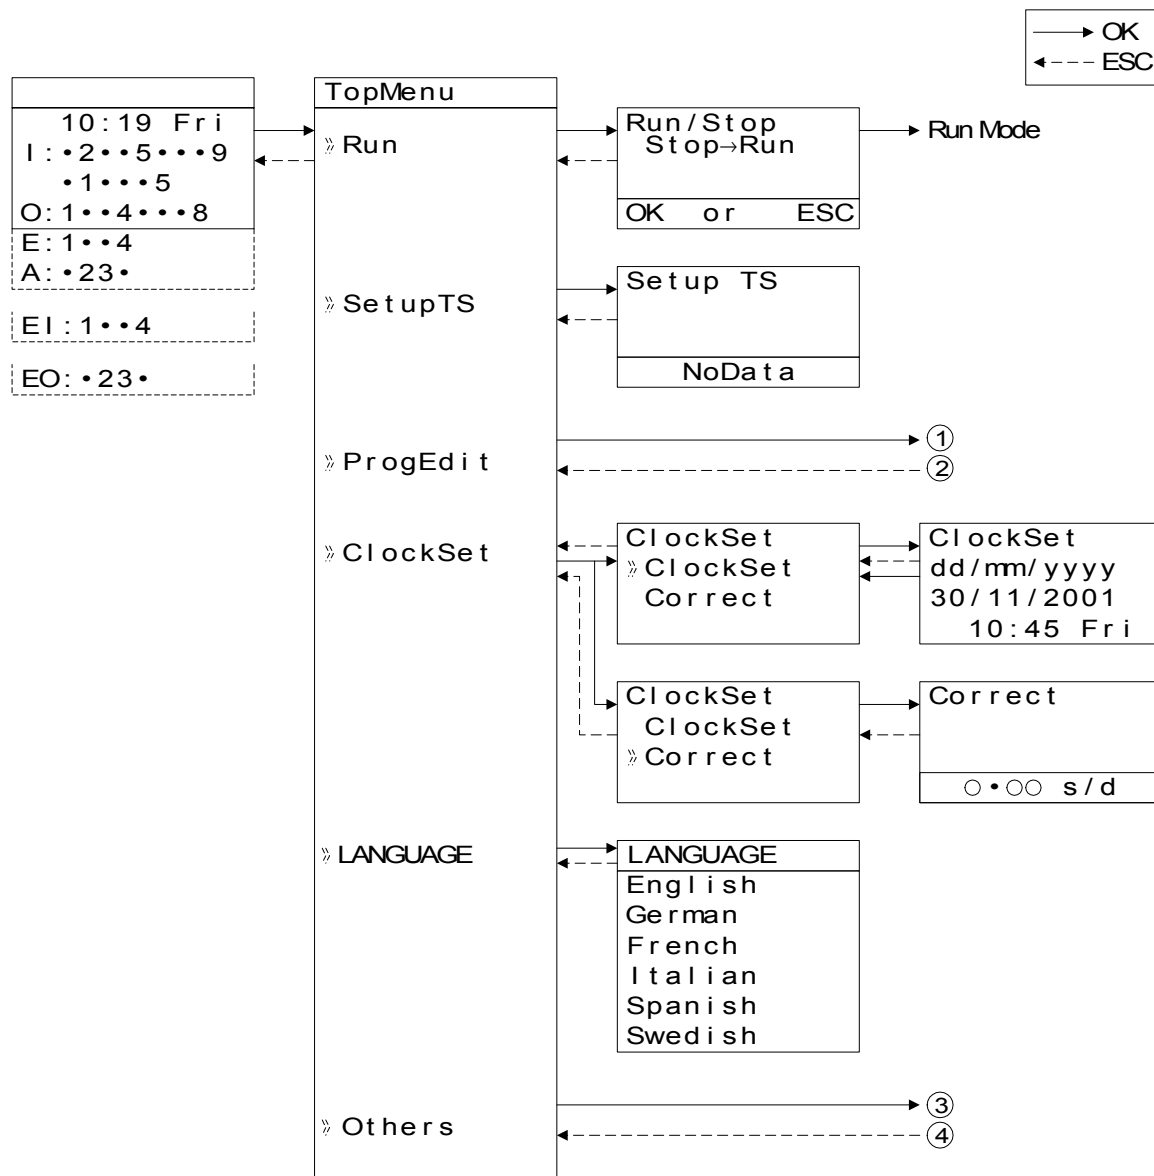 OK
ESC
10:19 Fri
I:•2••5•••9
•1•••5
O:1••4•••8
E:1••4
A:•23•
EI:1••4
EO:•23•
TopMenu
» Run
Run/Stop
Stop→Run
OK or ESC
Run Mode
» SetupTS
Setup TS
NoData
» ProgEdit
①
②
» ClockSet
ClockSet
» ClockSet
Correct
ClockSet
dd/mm/yyyy
30/11/2001
10:45 Fri
ClockSet
ClockSet
» Correct
Correct
○•○○ s/d
» LANGUAGE
LANGUAGE
English
German
French
Italian
Spanish
Swedish
» Others
③
④